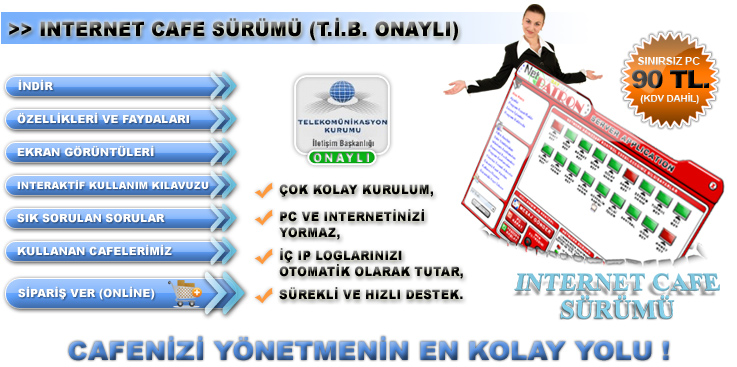 >> INTERNET CAFE SÜRÜMÜ (T.İ.B. ONAYLI)
SINIRSIZ PC
90 TL.
(KDV DAHİL)
İNDİR
ÖZELLİKLERİ VE FAYDALARI
EKRAN GÖRÜNTÜLERİ
INTERAKTİF KULLANIM KILAVUZU
SIK SORULAN SORULAR
KULLANAN CAFELERİMİZ
SİPARİŞ VER (ONLINE)
TELEKOMÜNİKASYON
KURUMU
İletişim Başkanlığı
ONAYLI
ÇOK KOLAY KURULUM,
PC VE INTERNETİNİZİ
YORMAZ,
İÇ IP LOGLARINIZI
OTOMATİK OLARAK TUTAR,
SÜREKLİ VE HIZLI DESTEK.
Net
PATRON
SERVER APPLICATION
INTERNET CAFE
SÜRÜMÜ
CAFENİZİ YÖNETMENİN EN KOLAY YOLU !